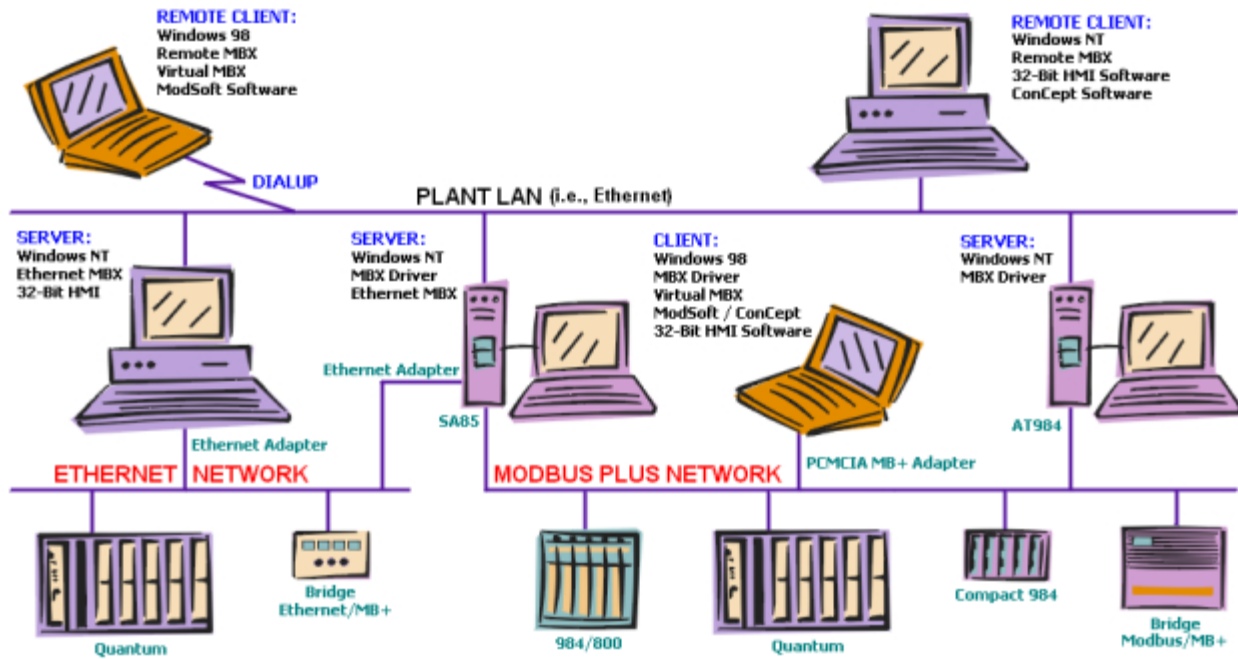 REMOTE CLIENT:
Windows 98
Remote MBX
Virtual MBX
ModSoft Software
REMOTE CLIENT:
Windows NT
Remote MBX
32-Bit HMI Software
ConCept Software
DIALUP
PLANT LAN (i.e., Ethernet)
SERVER:
Windows NT
Ethernet MBX
32-Bit HMI
SERVER:
Windows NT
MBX Driver
Ethernet MBX
CLIENT:
Windows 98
MBX Driver
Virtual MBX
ModSoft / ConCept
32-Bit HMI Software
SERVER:
Windows NT
MBX Driver
Ethernet Adapter
SA85
AT984
Ethernet Adapter
PCMCIA MB+ Adapter
ETHERNET NETWORK
MODBUS PLUS NETWORK
Quantum
Bridge
Ethernet/MB+
984/800
Quantum
Compact 984
Bridge
Modbus/MB+